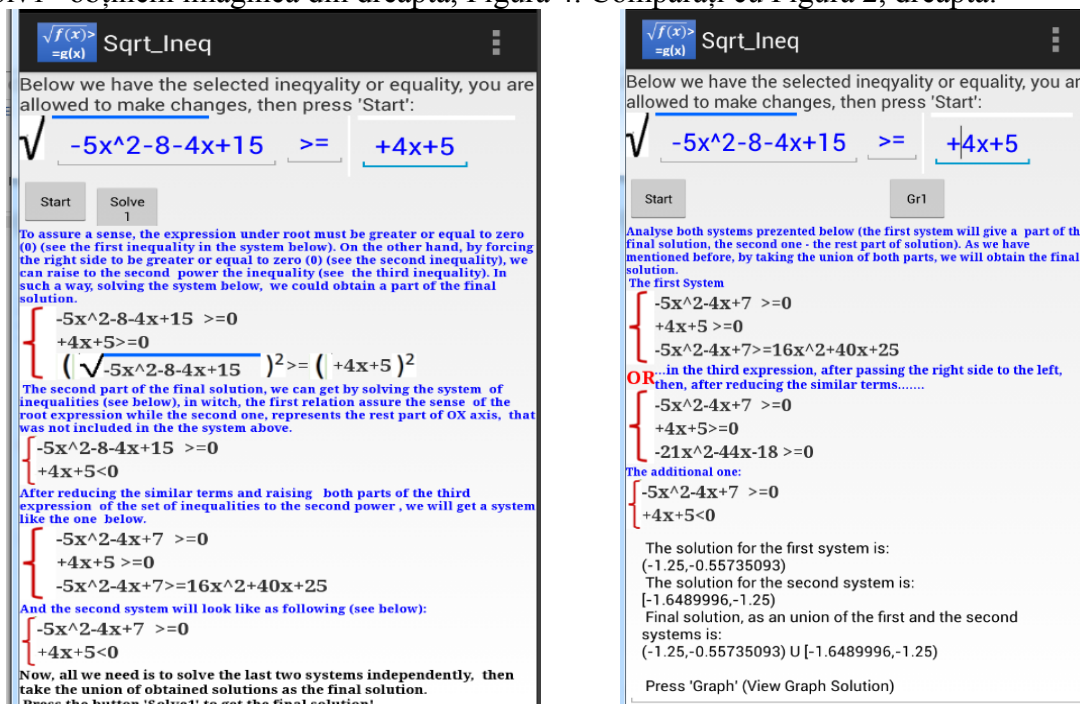 obținem imaginea din dreapta, Figura 4. Comparați cu Figura 2, dreapta.
√f(x)>
=g(x)
Sqrt_Ineq
Below we have the selected ineqyality or equality, you are
allowed to make changes, then press 'Start':
√ -5x^2-8-4x+15 >= +4x+5
Start
Solve
1
To assure a sense, the expression under root must be greater or equal to zero
(0) (see the first inequality in the system below). On the other hand, by forcing
the right side to be greater or equal to zero (0) (see the second inequality), we
can raise to the second power the inequality (see the third inequality). In
such a way, solving the system below, we could obtain a part of the final
solution.
-5x^2-8-4x+15 >=0
+4x+5>=0
( √-5x^2-8-4x+15 )²>= ( +4x+5 )²
The second part of the final solution, we can get by solving the system of
inequalities (see below), in witch, the first relation assure the sense of the
root expression while the second one, represents the rest part of OX axis, that
was not included in the the system above.
-5x^2-8-4x+15 >=0
+4x+5<0
After reducing the similar terms and raising both parts of the third
expression of the set of inequalities to the second power , we will get a system
like the one below.
-5x^2-4x+7 >=0
+4x+5 >=0
-5x^2-4x+7>=16x^2+40x+25
And the second system will look like as following (see below):
-5x^2-4x+7 >=0
+4x+5<0
Now, all we need is to solve the last two systems independently, then
take the union of obtained solutions as the final solution.
Press the button 'Solve1' to get the final solution!
√f(x)>
=g(x)
Sqrt_Ineq
Below we have the selected ineqyality or equality, you ar
allowed to make changes, then press 'Start':
√ -5x^2-8-4x+15 >= +4x+5
Start
Gr1
Analyse both systems prezented below (the first system will give a part of th
final solution, the second one - the rest part of solution). As we have
mentioned before, by taking the union of both parts, we will obtain the final
solution.
The first System
-5x^2-4x+7 >=0
+4x+5 >=0
-5x^2-4x+7>=16x^2+40x+25
OR ...in the third expression, after passing the right side to the left,
then, after reducing the similar terms.......
-5x^2-4x+7 >=0
+4x+5>=0
-21x^2-44x-18 >=0
The additional one:
-5x^2-4x+7 >=0
+4x+5<0
The solution for the first system is:
(-1.25,-0.55735093)
The solution for the second system is:
[-1.6489996,-1.25)
Final solution, as an union of the first and the second
systems is:
(-1.25,-0.55735093) U [-1.6489996,-1.25)
Press 'Graph' (View Graph Solution)